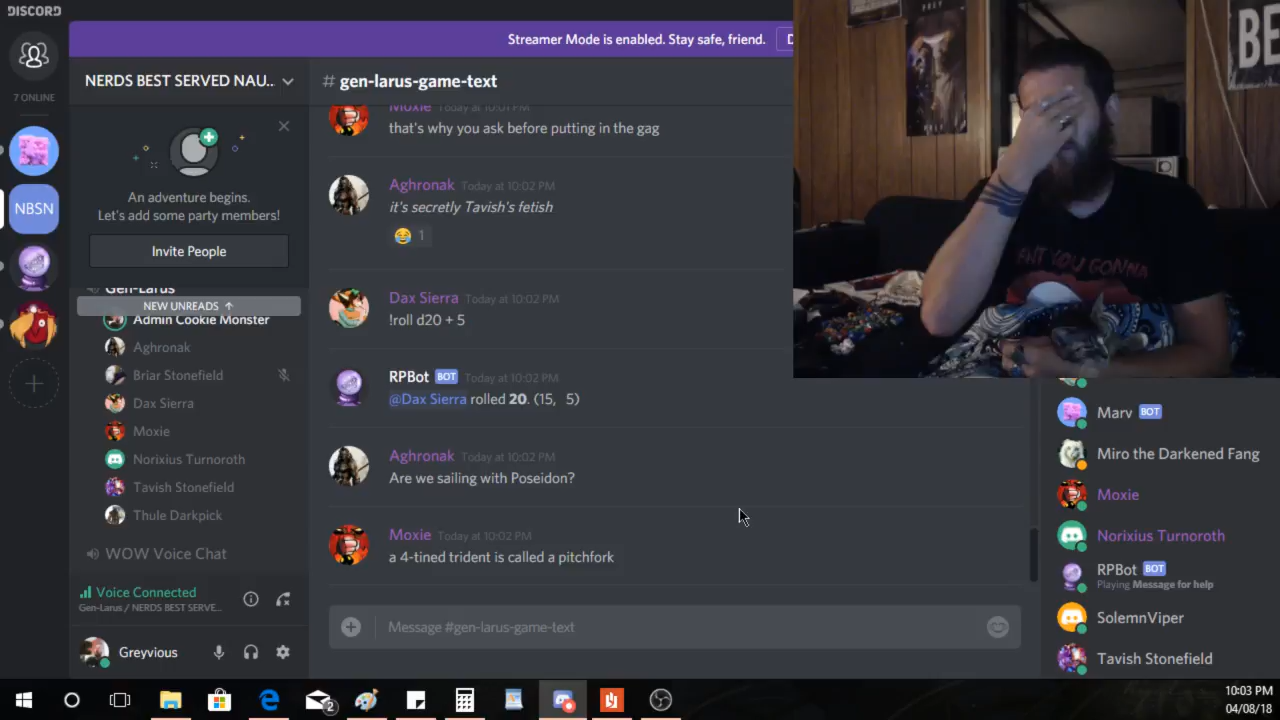 DISCORD
7 ONLINE
NBSN
Streamer Mode is enabled. Stay safe, friend.
D
NERDS BEST SERVED NAU...
An adventure begins.
Let's add some party members!
Invite People
Gen-Larus
NEW UNREADS ↑
Admin Cookie Monster
Aghronak
Briar Stonefield
Dax Sierra
Moxie
Norixius Turnoroth
Tavish Stonefield
Thule Darkpick
WOW Voice Chat
Voice Connected
Gen-Larus / NERDS BEST SERVE...
Greyvious
# gen-larus-game-text
Moxie Today at 10:01 PM
that's why you ask before putting in the gag
Aghronak Today at 10:02 PM
it's secretly Tavish's fetish
😂 1
Dax Sierra Today at 10:02 PM
!roll d20 + 5
RPBot BOT Today at 10:02 PM
@Dax Sierra rolled 20. (15, 5)
Aghronak Today at 10:02 PM
Are we sailing with Poseidon?
Moxie Today at 10:02 PM
a 4-tined trident is called a pitchfork
Message #gen-larus-game-text
PREY
BE
ANT YOU GONNA
Marv BOT
Miro the Darkened Fang
Moxie
Norixius Turnoroth
RPBot BOT
Playing Message for help
SolemnViper
Tavish Stonefield
2
10:03 PM
04/08/18